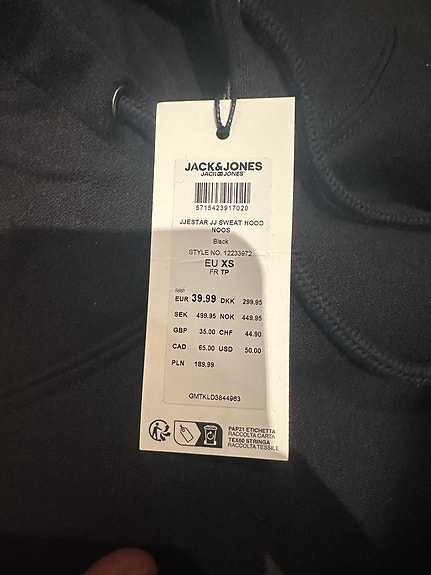 JACK&JONES
JACK JONES
5715423917020
JJESTAR JJ SWEAT HOOD
NOOS
Black
STYLE NO. 12233972
EU XS
FR TP
RRP
EUR 39.99 DKK 299.95
SEK 499.95 NOK 449.95
GBP 35.00 CHF 44.90
CAD 65.00 USD 50.00
PLN 189.99
GMTKLD3844963
PAP21 ETICHETTA
RACCOLTA CARTA
TEX60 STRINGA
RACCOLTA TESSILE